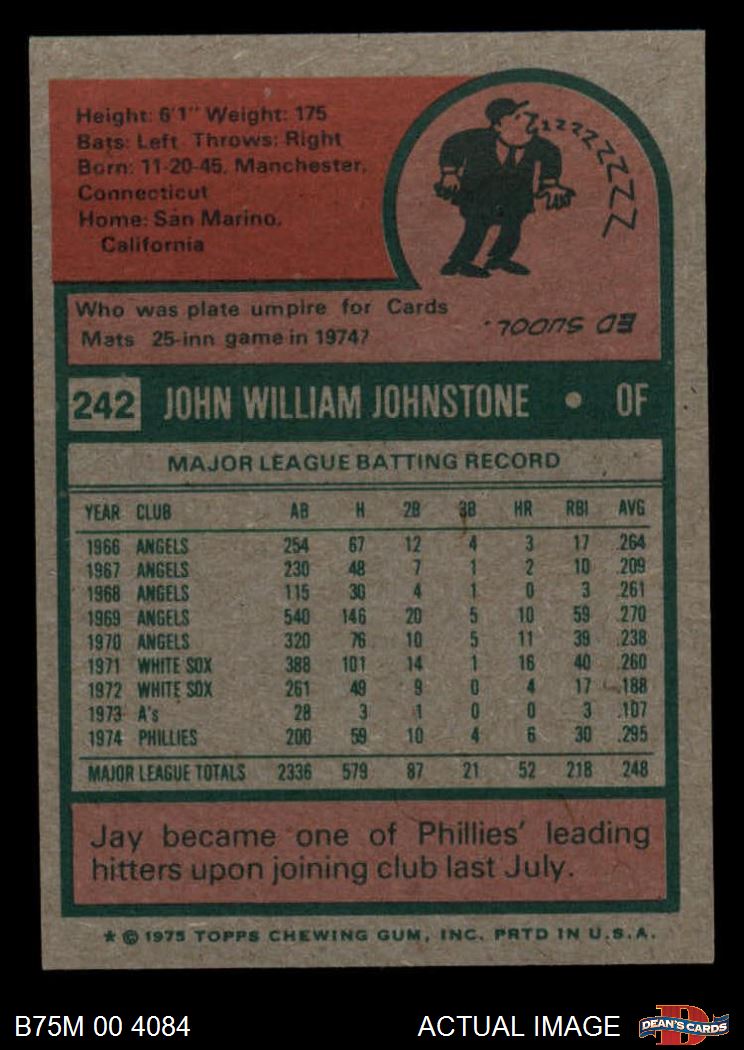 Height: 6'1" Weight: 175
Bats: Left Throws: Right
Born: 11-20-45, Manchester,
Connecticut
Home: San Marino,
California
Zzzzzzzzzz
Who was plate umpire for Cards
Mats 25-inn game in 1974?
ED SUDOL.
242 JOHN WILLIAM JOHNSTONE • OF
MAJOR LEAGUE BATTING RECORD
YEAR CLUB AB H 2B 3B HR RBI AVG
1966 ANGELS 254 67 12 4 3 17 .264
1967 ANGELS 230 48 7 1 2 10 .209
1968 ANGELS 115 30 4 1 0 3 .261
1969 ANGELS 540 146 20 5 10 59 .270
1970 ANGELS 320 76 10 5 11 39 .238
1971 WHITE SOX 388 101 14 1 16 40 .260
1972 WHITE SOX 261 49 9 0 4 17 .188
1973 A's 28 3 1 0 0 3 .107
1974 PHILLIES 200 59 10 4 6 30 .295
MAJOR LEAGUE TOTALS 2336 579 87 21 52 218 .248
Jay became one of Phillies' leading
hitters upon joining club last July.
* © 1975 TOPPS CHEWING GUM, INC. PRTD IN U.S.A.
B75M 00 4084 ACTUAL IMAGE DEAN'S CARDS